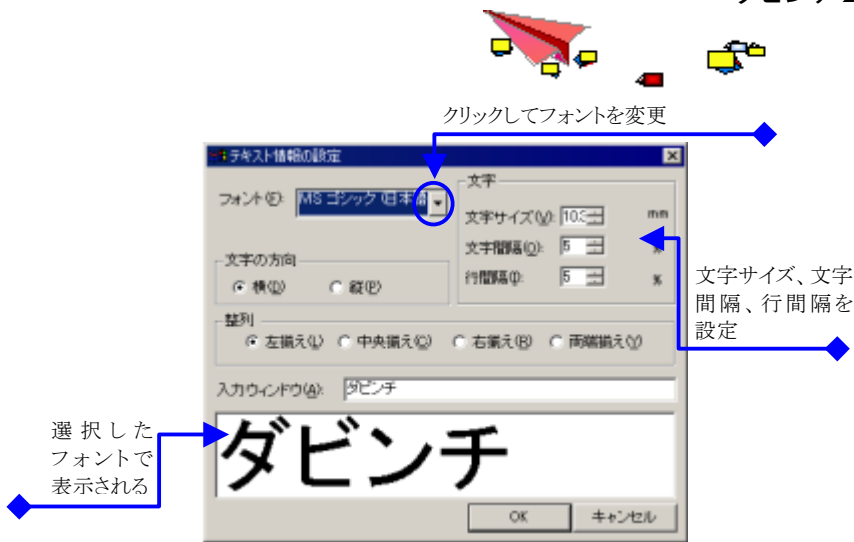 クリックしてフォントを変更
テキスト情報の設定
フォント(F): MS ゴシック (日本語
文字
文字サイズ(V): 10.3 mm
文字間隔(O): 5 %
行間隔(I): 5 %
文字の方向
横(D) 縦(P)
整列
左揃え(L) 中央揃え(C) 右揃え(R) 両端揃え(Y)
入力ウィンドウ(A): ダビンチ
ダビンチ
OK キャンセル
文字サイズ、文字
間隔、行間隔を
設定
選択した
フォントで
表示される